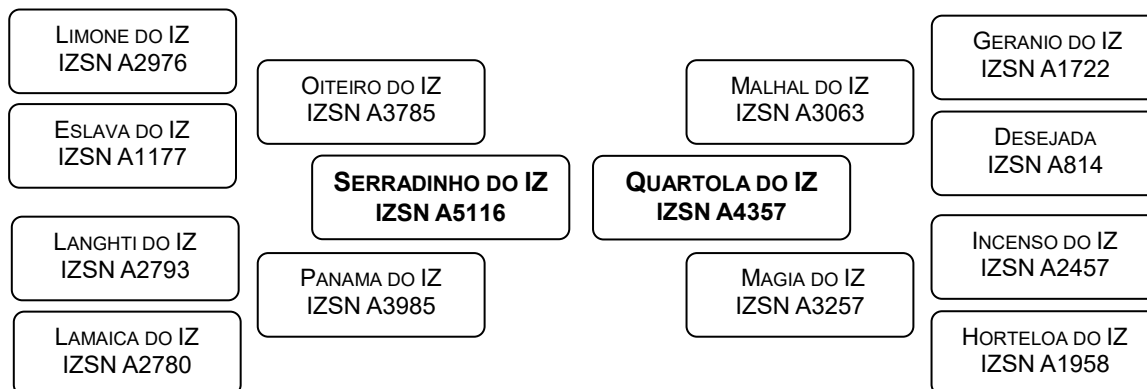 LIMONE DO IZ
IZSN A2976
ESLAVA DO IZ
IZSN A1177
LANGHTI DO IZ
IZSN A2793
LAMAICA DO IZ
IZSN A2780
OITEIRO DO IZ
IZSN A3785
PANAMA DO IZ
IZSN A3985
SERRADINHO DO IZ
IZSN A5116
QUARTOLA DO IZ
IZSN A4357
MALHAL DO IZ
IZSN A3063
MAGIA DO IZ
IZSN A3257
GERANIO DO IZ
IZSN A1722
DESEJADA
IZSN A814
INCENSO DO IZ
IZSN A2457
HORTELOA DO IZ
IZSN A1958